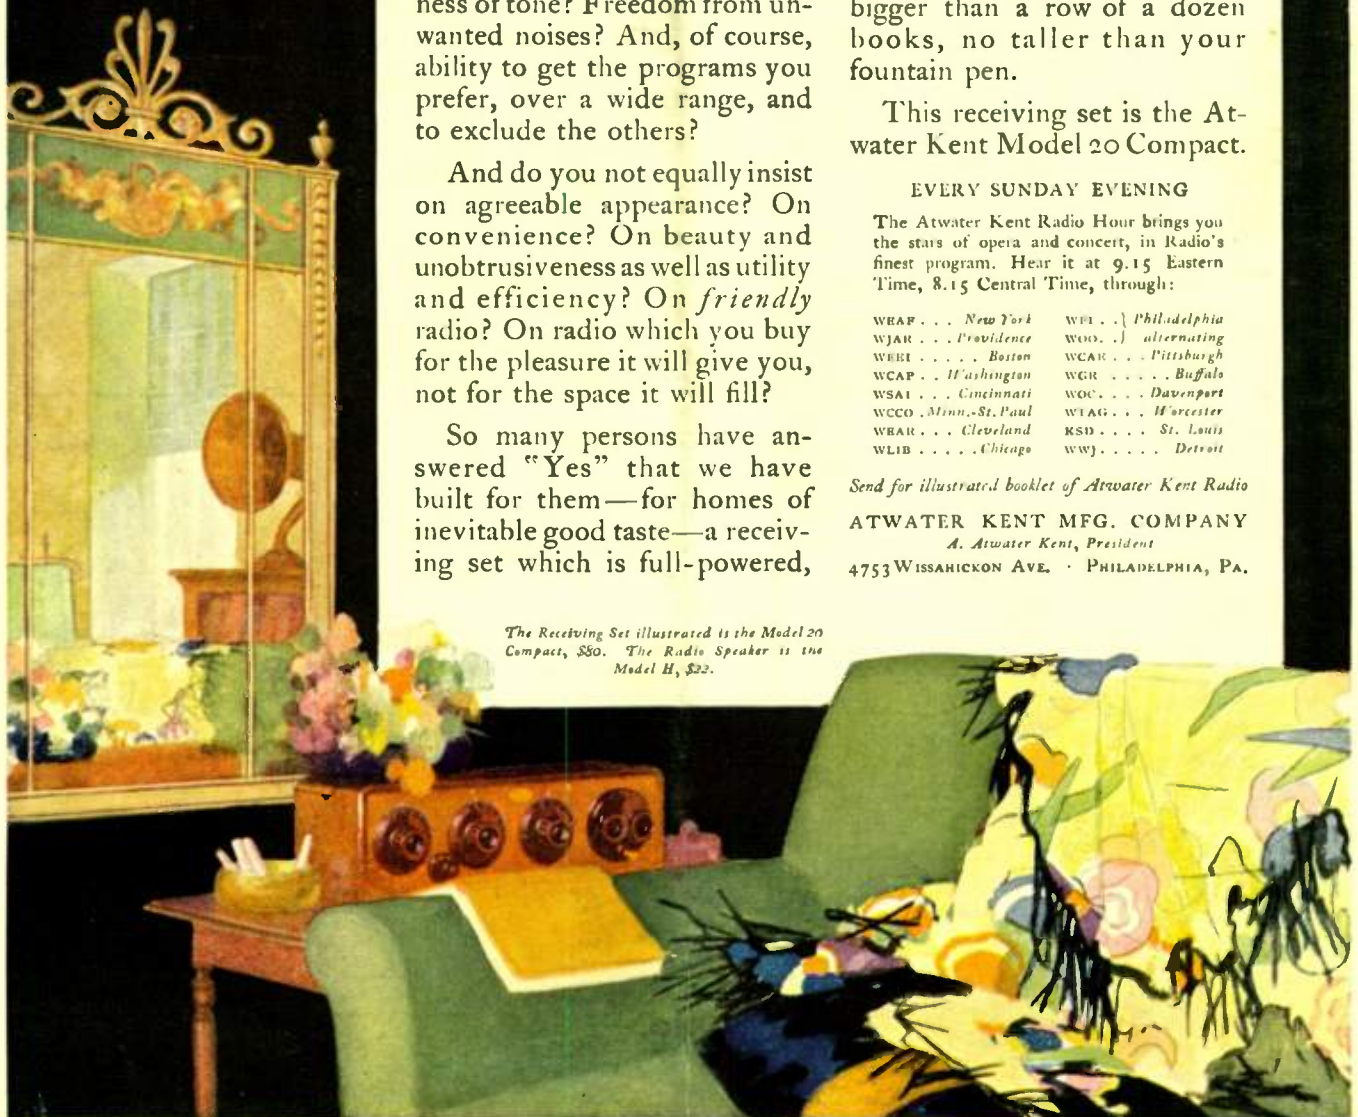 ness of tone? Freedom from un-
wanted noises? And, of course,
ability to get the programs you
prefer, over a wide range, and
to exclude the others?
And do you not equally insist
on agreeable appearance? On
convenience? On beauty and
unobtrusiveness as well as utility
and efficiency? On friendly
radio? On radio which you buy
for the pleasure it will give you,
not for the space it will fill?
So many persons have an-
swered "Yes" that we have
built for them—for homes of
inevitable good taste—a receiv-
ing set which is full-powered,
The Receiving Set illustrated is the Model 20
Compact, $80. The Radio Speaker is the
Model H, $22.
bigger than a row of a dozen
books, no taller than your
fountain pen.
This receiving set is the At-
water Kent Model 20 Compact.
EVERY SUNDAY EVENING
The Atwater Kent Radio Hour brings you
the stars of opera and concert, in Radio's
finest program. Hear it at 9.15 Eastern
Time, 8.15 Central Time, through:
WEAF . . . New York
WJAR . . . Providence
WEEI . . . . . Boston
WCAP . . Washington
WSAI . . . Cincinnati
WCCO . Minn.-St. Paul
WEAR . . . Cleveland
WLIB . . . . . Chicago
WFI . . } Philadelphia
WOO. . } alternating
WCAE . . . Pittsburgh
WGR . . . . . Buffalo
WOC. . . . Davenport
WTAG . . . Worcester
KSD . . . . St. Louis
WWJ . . . . . Detroit
Send for illustrated booklet of Atwater Kent Radio
ATWATER KENT MFG. COMPANY
A. Atwater Kent, President
4753 WISSAHICKON AVE. · PHILADELPHIA, PA.